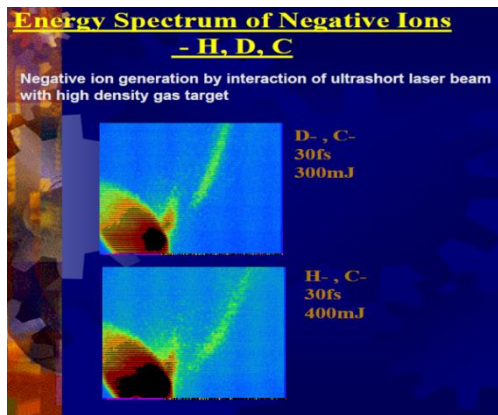 Energy Spectrum of Negative Ions
- H, D, C
Negative ion generation by interaction of ultrashort laser beam
with high density gas target
D- , C-
30fs
300mJ
H- , C-
30fs
400mJ